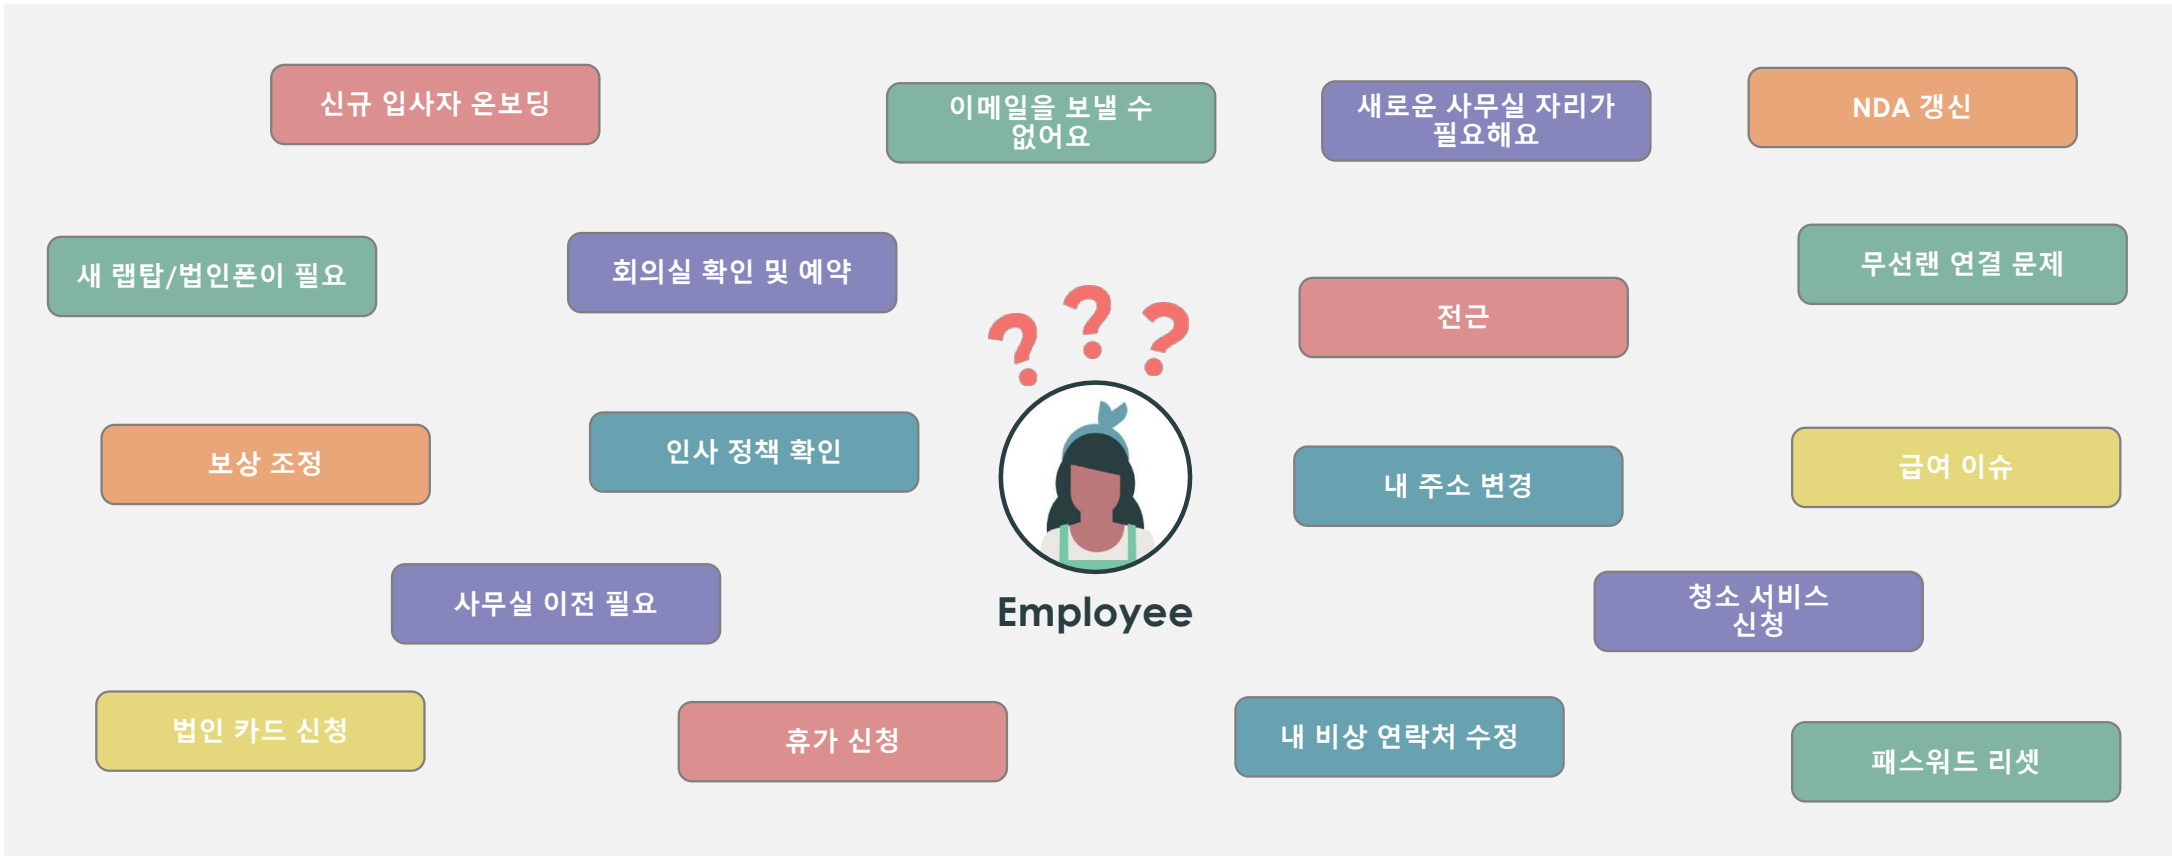 신규 입사자 온보딩
이메일을 보낼 수
없어요
새로운 사무실 자리가
필요해요
NDA 갱신
새 랩탑/법인폰이 필요
회의실 확인 및 예약
무선랜 연결 문제
전근
? ? ?
보상 조정
인사 정책 확인
내 주소 변경
급여 이슈
사무실 이전 필요
Employee
청소 서비스
신청
법인 카드 신청
휴가 신청
내 비상 연락처 수정
패스워드 리셋